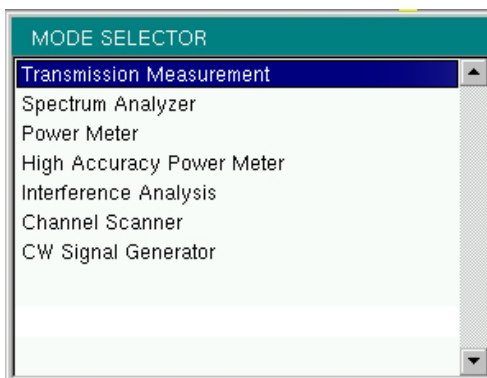 MODE SELECTOR
Transmission Measurement
Spectrum Analyzer
Power Meter
High Accuracy Power Meter
Interference Analysis
Channel Scanner
CW Signal Generator